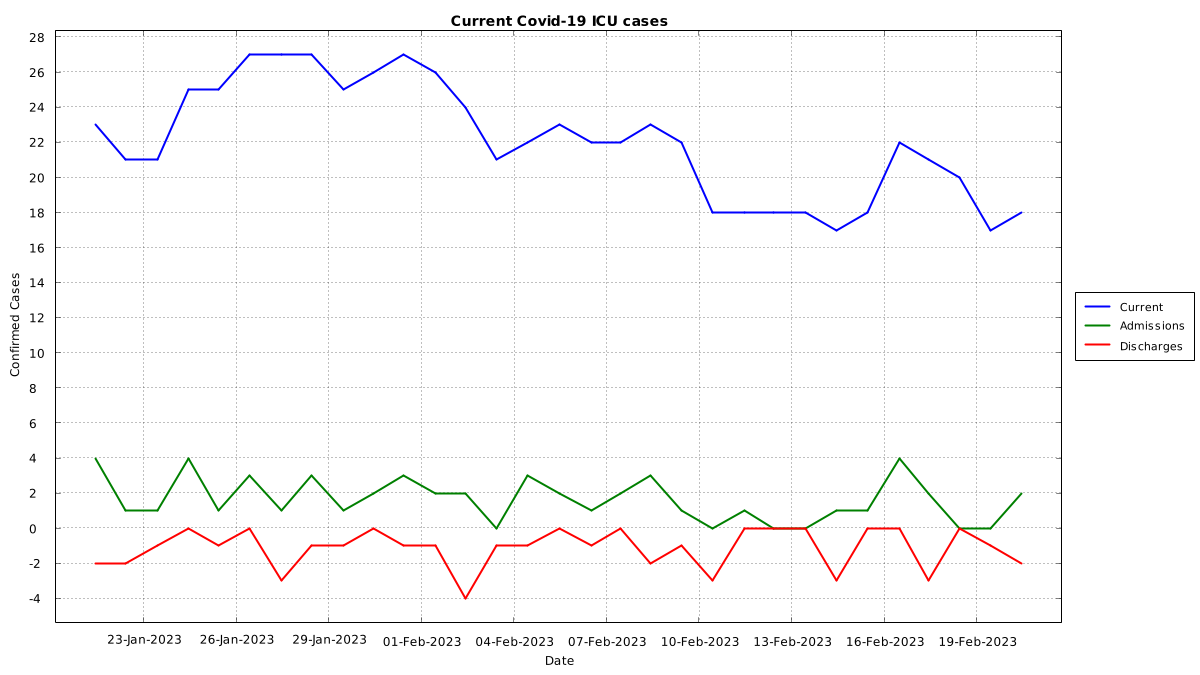 Current Covid-19 ICU cases
28
26
24
22
20
18
16
14
12
10
8
6
4
2
0
-2
-4
Confirmed Cases
23-Jan-2023 26-Jan-2023 29-Jan-2023 01-Feb-2023 04-Feb-2023 07-Feb-2023 10-Feb-2023 13-Feb-2023 16-Feb-2023 19-Feb-2023
Date
Current
Admissions
Discharges